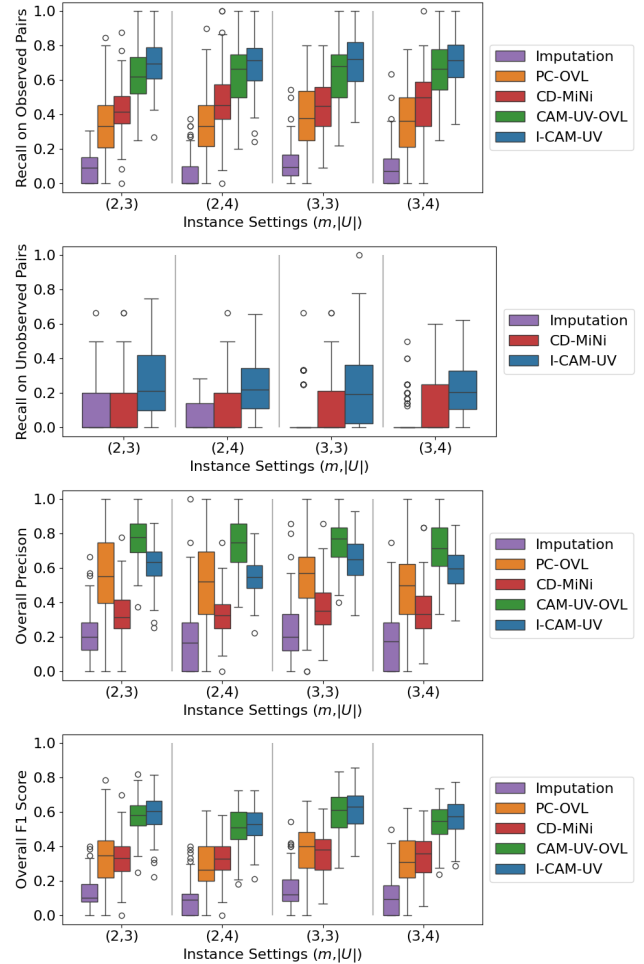 Recall on Observed Pairs
1.0
0.8
0.6
0.4
0.2
0.0
(2,3) (2,4) (3,3) (3,4)
Instance Settings (m,|U|)
Imputation
PC-OVL
CD-MiNi
CAM-UV-OVL
I-CAM-UV
Recall on Unobserved Pairs
1.0
0.8
0.6
0.4
0.2
0.0
(2,3) (2,4) (3,3) (3,4)
Instance Settings (m,|U|)
Imputation
CD-MiNi
I-CAM-UV
Overall Precison
1.0
0.8
0.6
0.4
0.2
0.0
(2,3) (2,4) (3,3) (3,4)
Instance Settings (m,|U|)
Imputation
PC-OVL
CD-MiNi
CAM-UV-OVL
I-CAM-UV
Overall F1 Score
1.0
0.8
0.6
0.4
0.2
0.0
(2,3) (2,4) (3,3) (3,4)
Instance Settings (m,|U|)
Imputation
PC-OVL
CD-MiNi
CAM-UV-OVL
I-CAM-UV